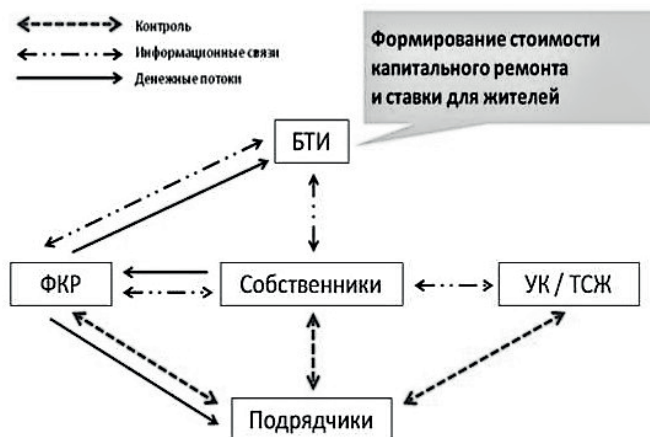 Контроль
Информационные связи
Денежные потоки
Формирование стоимости
капитального ремонта
и ставки для жителей
БТИ
ФКР
Собственники
УК / ТСЖ
Подрядчики